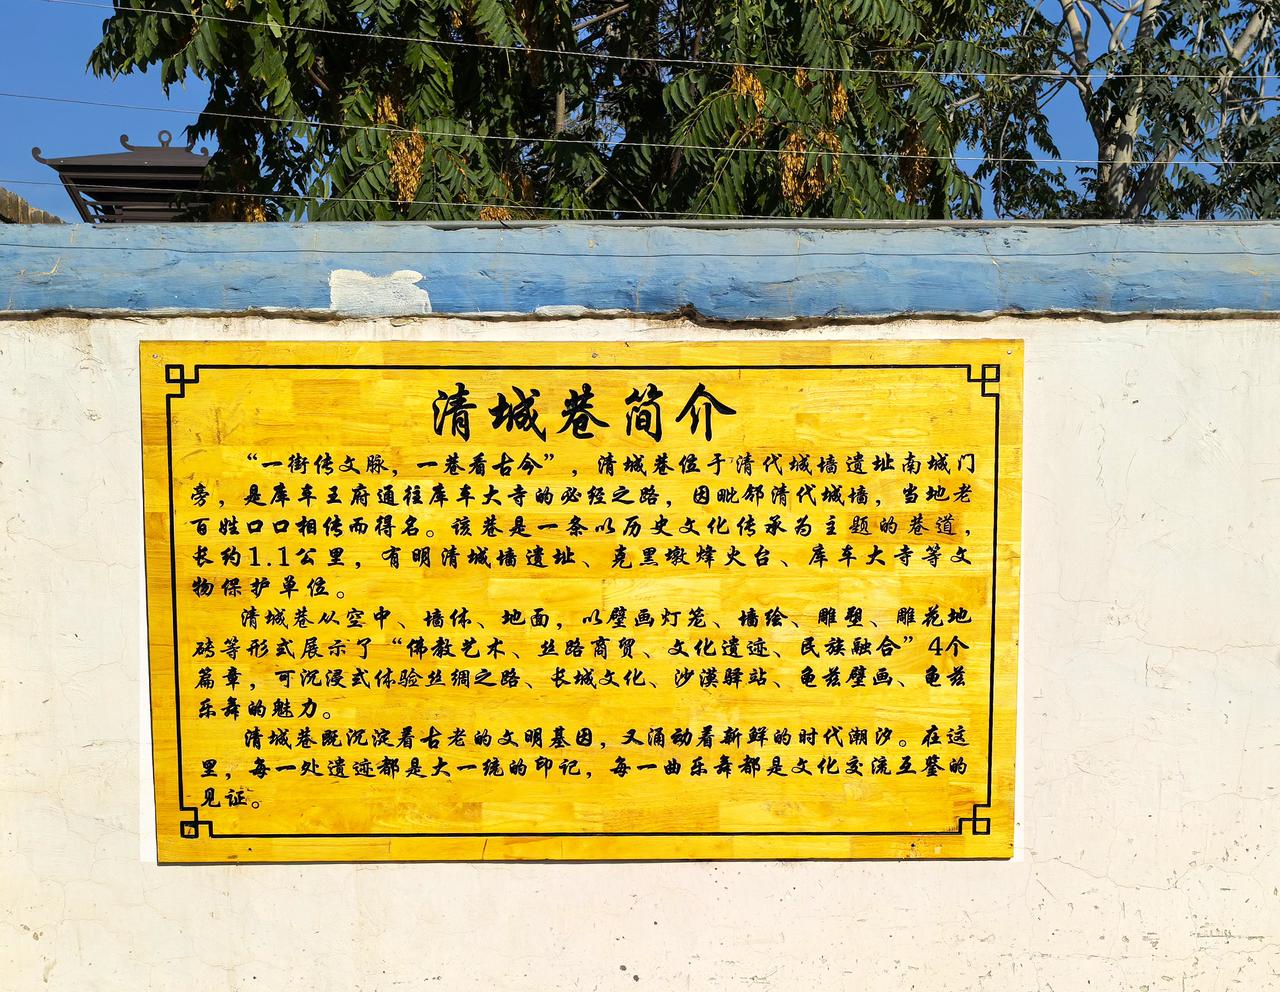 清城巷简介
“一街传文脉，一巷看古今”，清城巷位于清代城墙遗址南城门
旁，是库车王府通往库车大寺的必经之路，因毗邻清代城墙，当地老
百姓口口相传而得名。该巷是一条以历史文化传承为主题的巷道，
长约1.1公里，有明清城墙遗址、克黑墩烽火台、库车大寺等文
物保护单位。
清城巷从空中、墙体、地面，以壁画灯笼、墙绘、雕塑、雕花地
砖等形式展示了“佛教艺术、丝路商贸、文化遗迹、民族融合”4个
篇章，可沉浸式体验丝绸之路、长城文化、沙漠驿站、龟兹壁画、龟兹
乐舞的魅力。
清城巷既沉淀着古老的文明基因，又涌动着新鲜的时代潮汐。在这
里，每一处遗迹都是大一统的印记，每一曲乐舞都是文化交流互鉴的
见证。